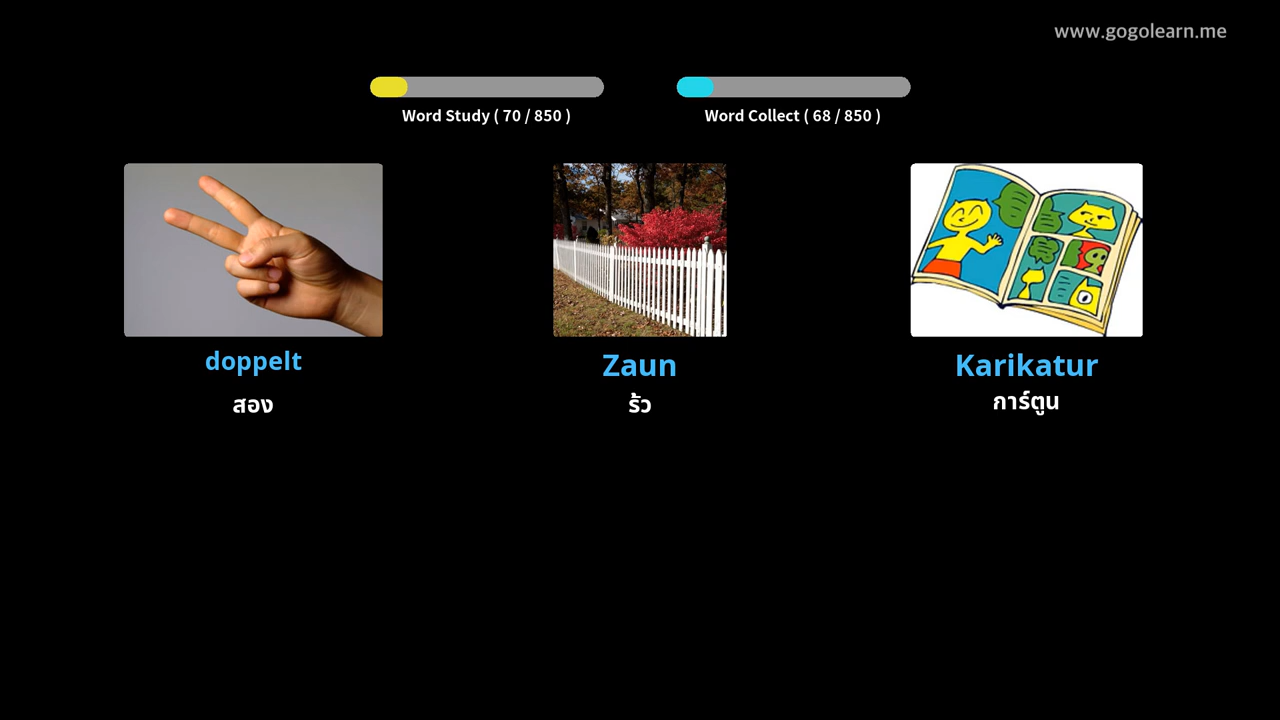 www.gogolearn.me
Word Study ( 70 / 850 )
Word Collect ( 68 / 850 )
doppelt
Zaun
Karikatur
สอง
รั้ว
การ์ตูน